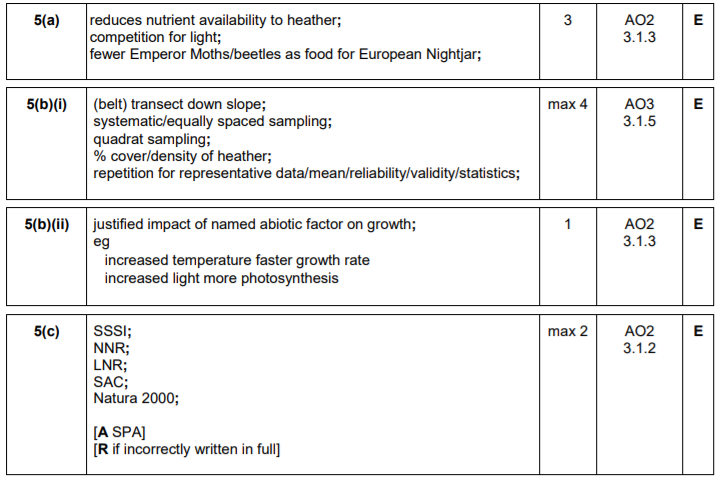 5(a) reduces nutrient availability to heather; 3 AO2 E
competition for light; 3.1.3
fewer Emperor Moths/beetles as food for European Nightjar;
5(b)(i) (belt) transect down slope; max 4 AO3 E
systematic/equally spaced sampling; 3.1.5
quadrat sampling;
% cover/density of heather;
repetition for representative data/mean/reliability/validity/statistics;
5(b)(ii) justified impact of named abiotic factor on growth; 1 AO2 E
eg 3.1.3
increased temperature faster growth rate
increased light more photosynthesis
5(c) SSSI; max 2 AO2 E
NNR; 3.1.2
LNR;
SAC;
Natura 2000;
[A SPA]
[R if incorrectly written in full]